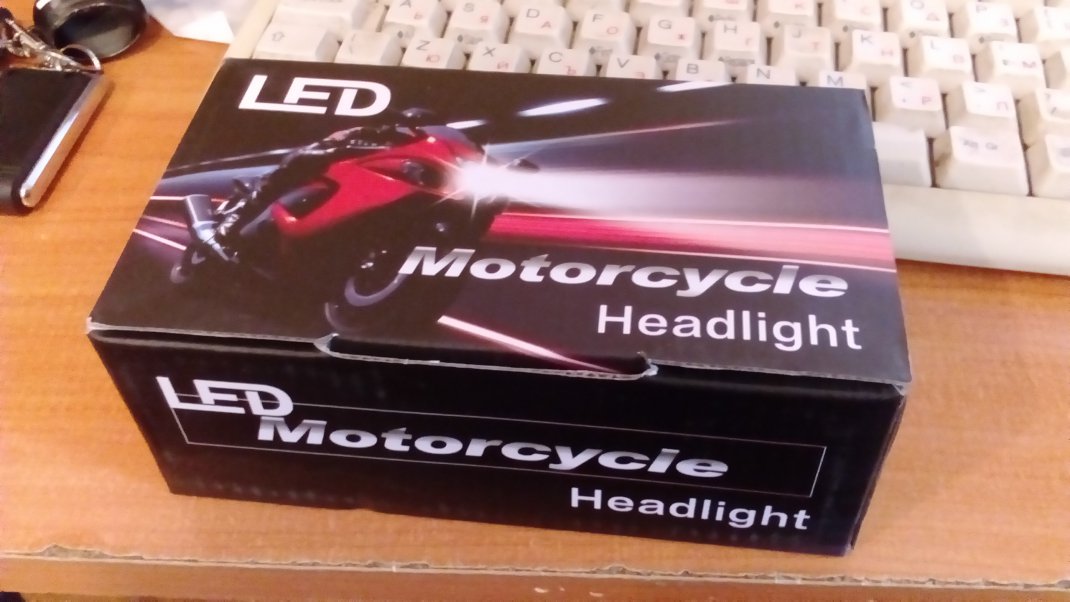 LED
Motorcycle
Headlight
LED
Motorcycle
Headlight
A S D F G H J K L
Z X C V B N M